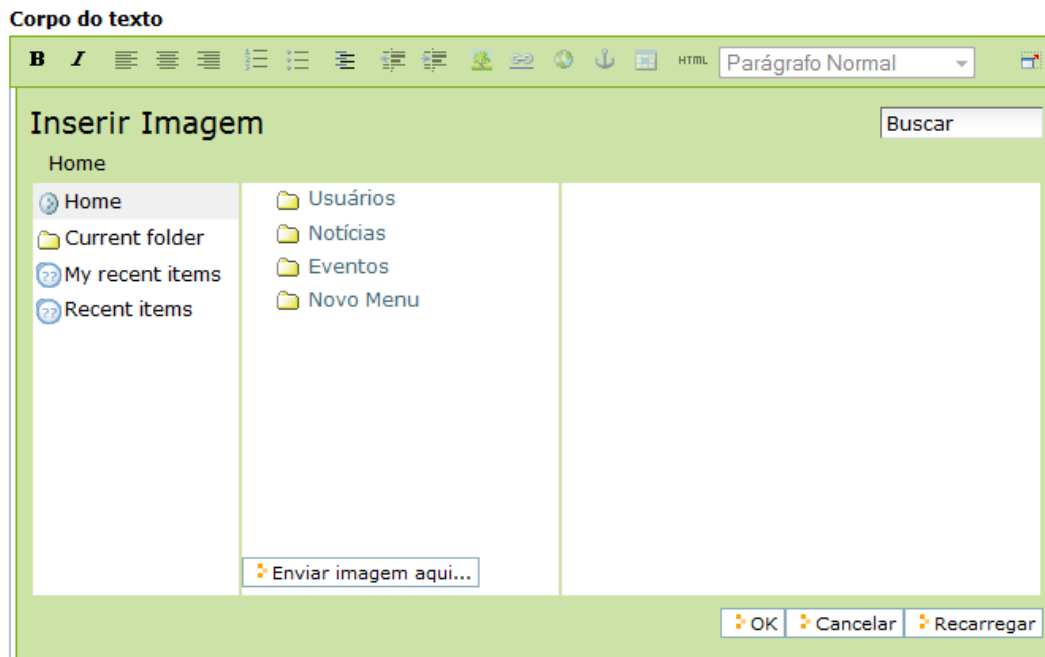 Corpo do texto
B I HTML Parágrafo Normal
Inserir Imagem Buscar
Home
Home Usuários
Current folder Notícias
My recent items Eventos
Recent items Novo Menu
Enviar imagem aqui...
OK Cancelar Recarregar